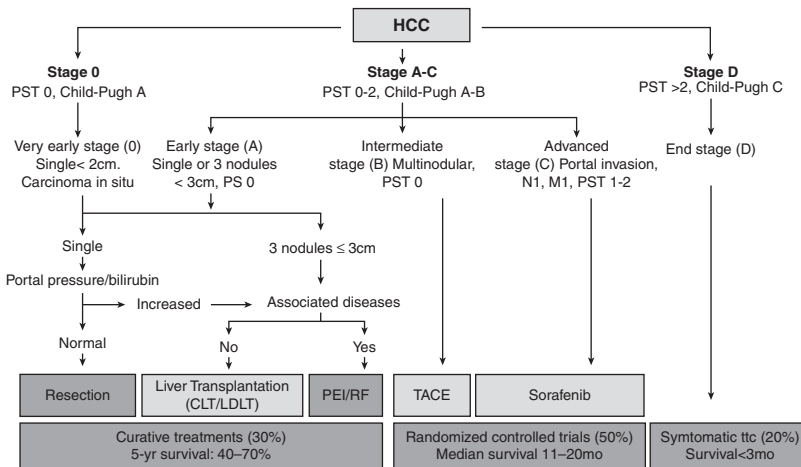 HCC
Stage 0
PST 0, Child-Pugh A
Stage A-C
PST 0-2, Child-Pugh A-B
Stage D
PST >2, Child-Pugh C
Very early stage (0)
Single< 2cm.
Carcinoma in situ
Early stage (A)
Single or 3 nodules
< 3cm, PS 0
Intermediate
stage (B) Multinodular,
PST 0
Advanced
stage (C) Portal invasion,
N1, M1, PST 1-2
End stage (D)
Single
3 nodules ≤ 3cm
Portal pressure/bilirubin
Increased
Associated diseases
Normal
No
Yes
Resection
Liver Transplantation
(CLT/LDLT)
PEI/RF
TACE
Sorafenib
Curative treatments (30%)
5-yr survival: 40–70%
Randomized controlled trials (50%)
Median survival 11–20mo
Symtomatic ttc (20%)
Survival<3mo